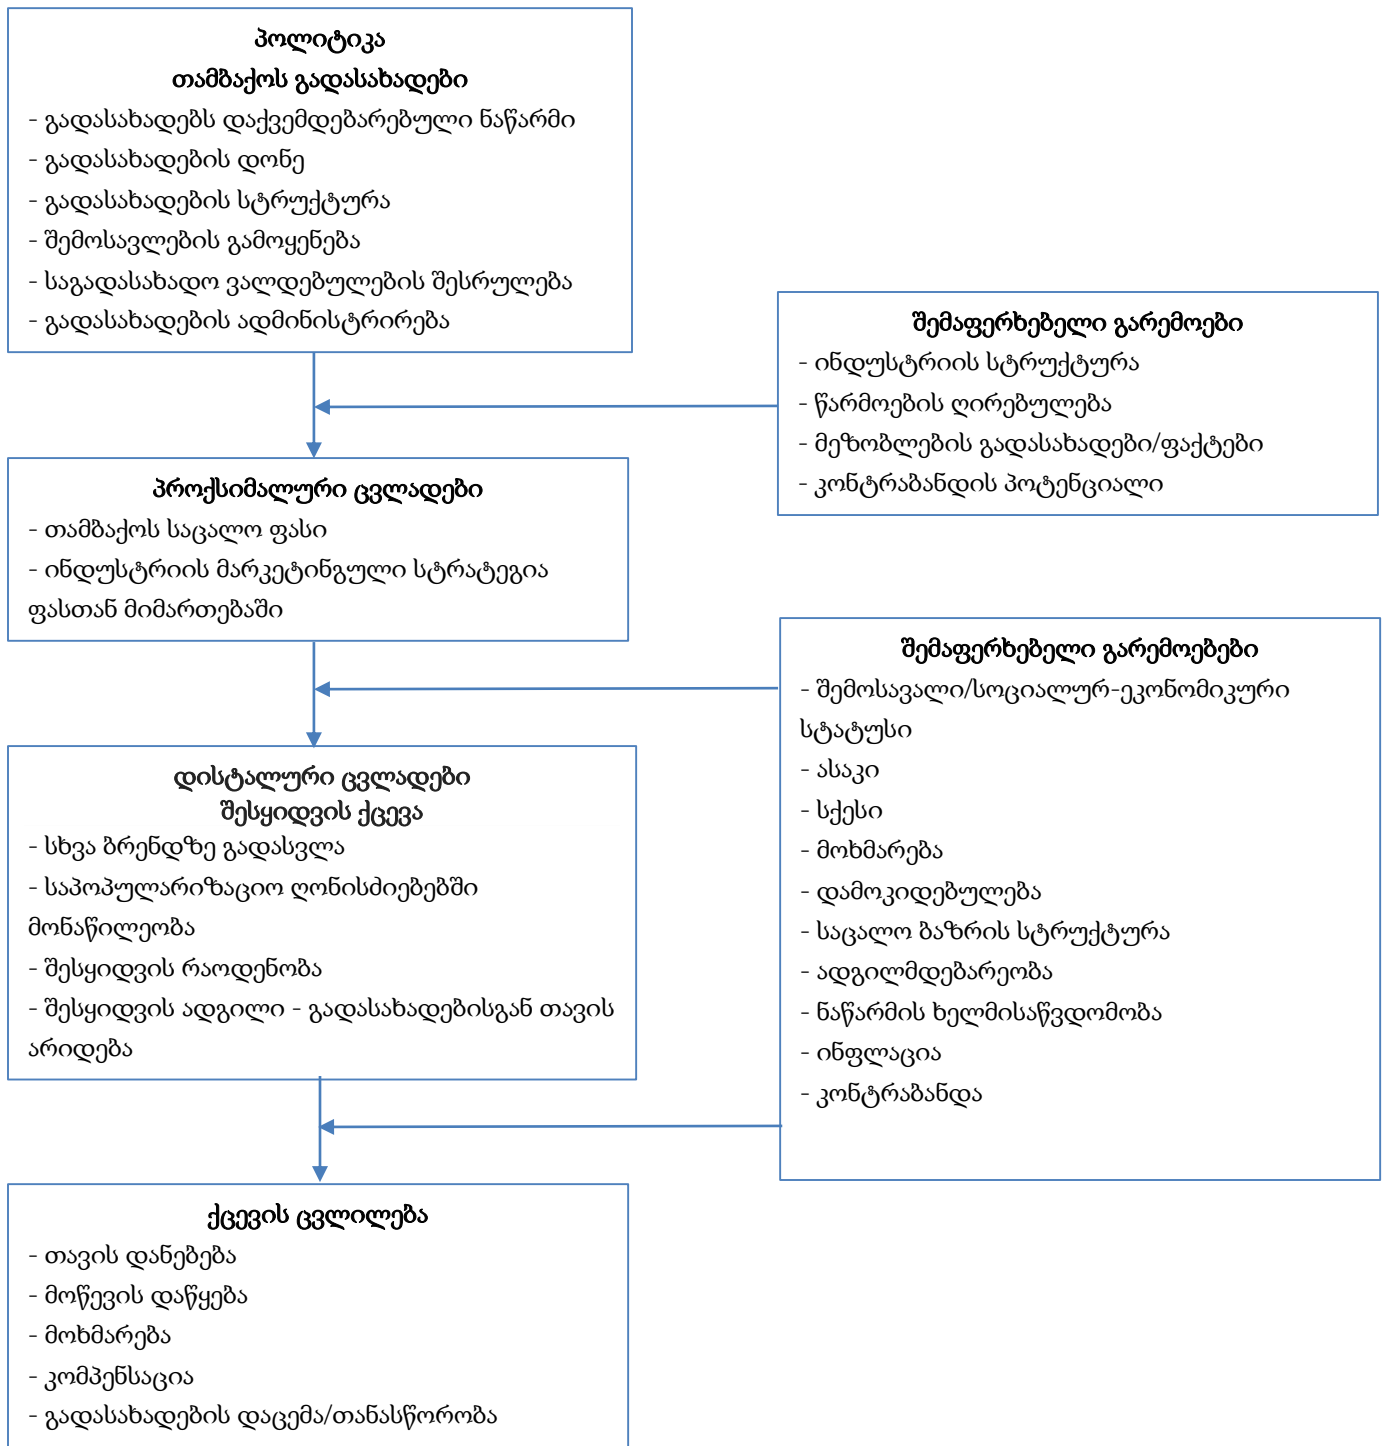 პოლიტიკა
თამბაქოს გადასახადები
- გადასახადებს დაქვემდებარებული ნაწარმი
- გადასახადების დონე
- გადასახადების სტრუქტურა
- შემოსავლების გამოყენება
- საგადასახადო ვალდებულების შესრულება
- გადასახადების ადმინისტრირება
შემაფერხებელი გარემოები
- ინდუსტრიის სტრუქტურა
- წარმოების ღირებულება
- მეზობლების გადასახადები/ფაქტები
- კონტრაბანდის პოტენციალი
პროქსიმალური ცვლადები
- თამბაქოს საცალო ფასი
- ინდუსტრიის მარკეტინგული სტრატეგია
ფასთან მიმართებაში
შემაფერხებელი გარემოებები
- შემოსავალი/სოციალურ-ეკონომიკური
სტატუსი
- ასაკი
- სქესი
- მოხმარება
- დამოკიდებულება
- საცალო ბაზრის სტრუქტურა
- ადგილმდებარეობა
- ნაწარმის ხელმისაწვდომობა
- ინფლაცია
- კონტრაბანდა
დისტალური ცვლადები
შესყიდვის ქცევა
- სხვა ბრენდზე გადასვლა
- საპოპულარიზაციო ღონისძიებებში
მონაწილეობა
- შესყიდვის რაოდენობა
- შესყიდვის ადგილი - გადასახადებისგან თავის
არიდება
ქცევის ცვლილება
- თავის დანებება
- მოწევის დაწყება
- მოხმარება
- კომპენსაცია
- გადასახადების დაცემა/თანასწორობა